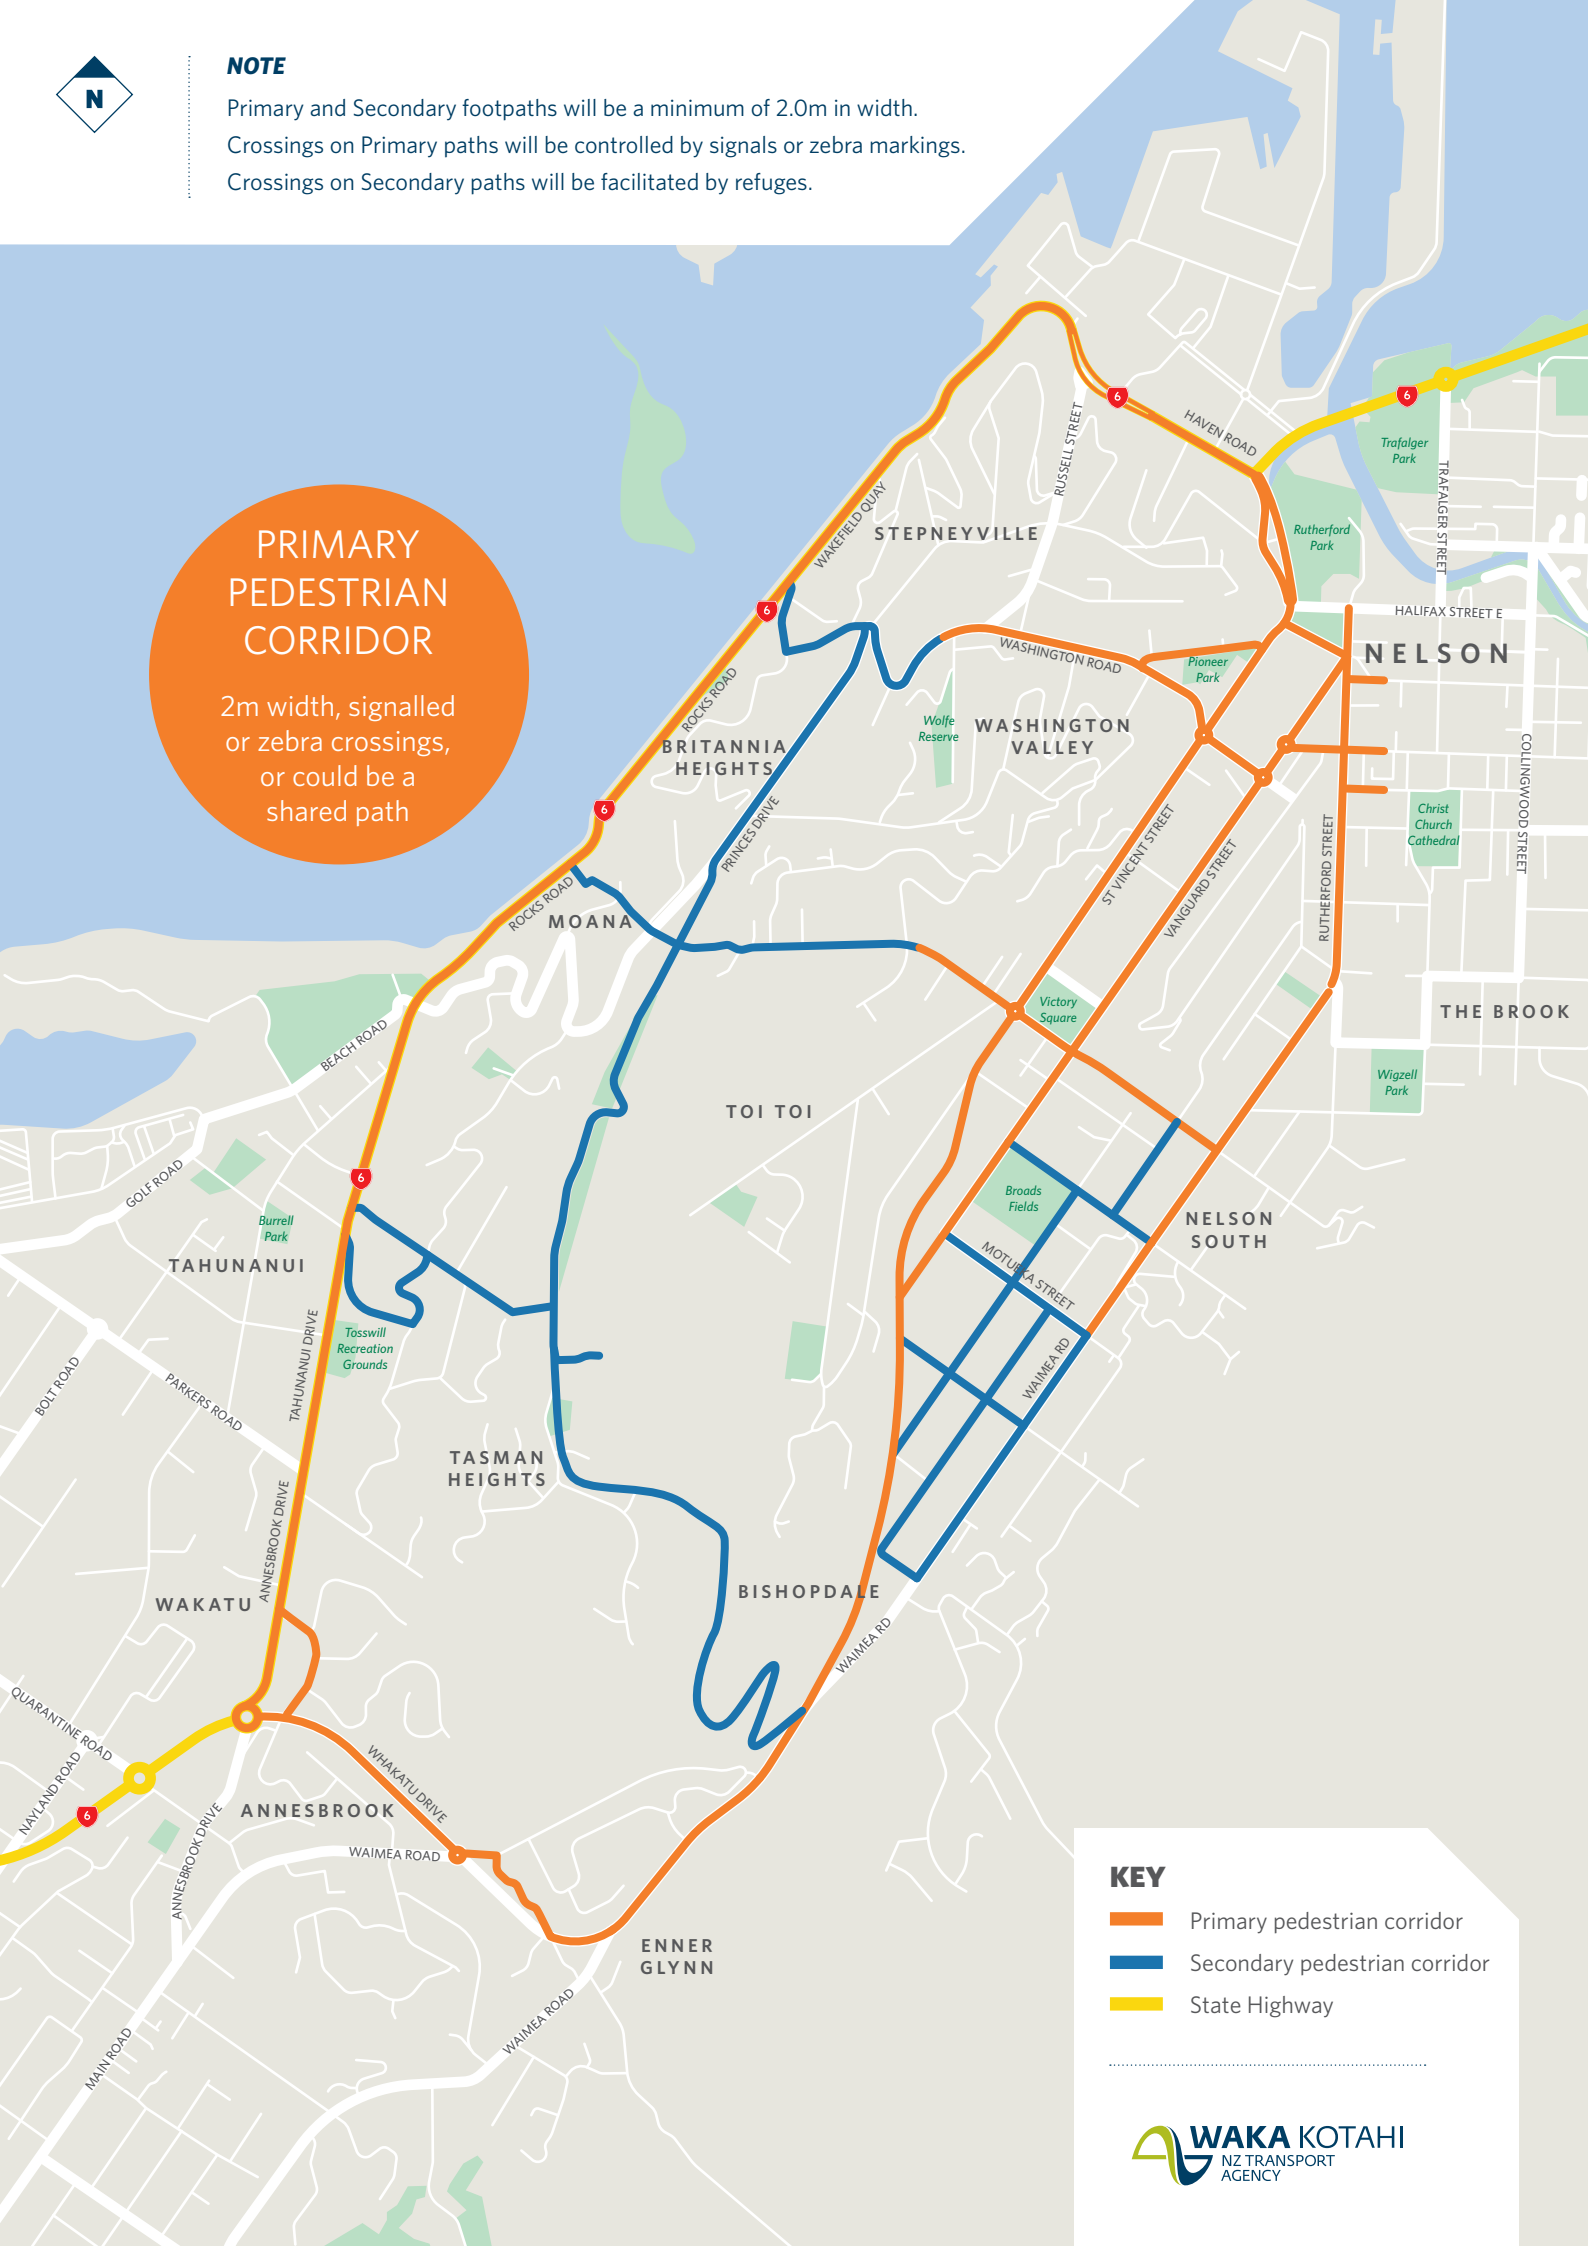 N
NOTE
Primary and Secondary footpaths will be a minimum of 2.0m in width.
Crossings on Primary paths will be controlled by signals or zebra markings.
Crossings on Secondary paths will be facilitated by refuges.
6
HAVEN ROAD
6
Trafalgar
Park
RUSSELL STREET
TRAFALGER STREET
WAKEFIELD QUAY
STEPNEYVILLE
Rutherford
Park
PRIMARY
PEDESTRIAN
CORRIDOR
2m width, signalled
or zebra crossings,
or could be a
shared path
6
HALIFAX STREET E
NELSON
WASHINGTON ROAD
Pioneer
Park
ROCKS ROAD
Wolfe
Reserve
WASHINGTON
VALLEY
BRITANNIA
HEIGHTS
COLLINGWOOD STREET
6
PRINCES DRIVE
ST VINCENT STREET
VANGUARD STREET
RUTHERFORD STREET
Christ
Church
Cathedral
ROCKS ROAD
MOANA
Victory
Square
THE BROOK
BEACH ROAD
Wigzell
Park
TOI TOI
GOLF ROAD
6
Broads
Fields
Burrell
Park
NELSON
SOUTH
TAHUNANUI
MOTUEKA STREET
Tosswill
Recreation
Grounds
TAHUNANUI DRIVE
WAIMEA RD
BOLT ROAD
PARKERS ROAD
TASMAN
HEIGHTS
ANNESBROOK DRIVE
WAKATU
BISHOPDALE
WAIMEA RD
QUARANTINE ROAD
NAYLAND ROAD
6
WHAKATU DRIVE
ANNESBROOK
ANNESBROOK DRIVE
WAIMEA ROAD
ENNER
GLYNN
WAIMEA ROAD
MAIN ROAD
KEY
Primary pedestrian corridor
Secondary pedestrian corridor
State Highway
WAKA KOTAHI
NZ TRANSPORT
AGENCY